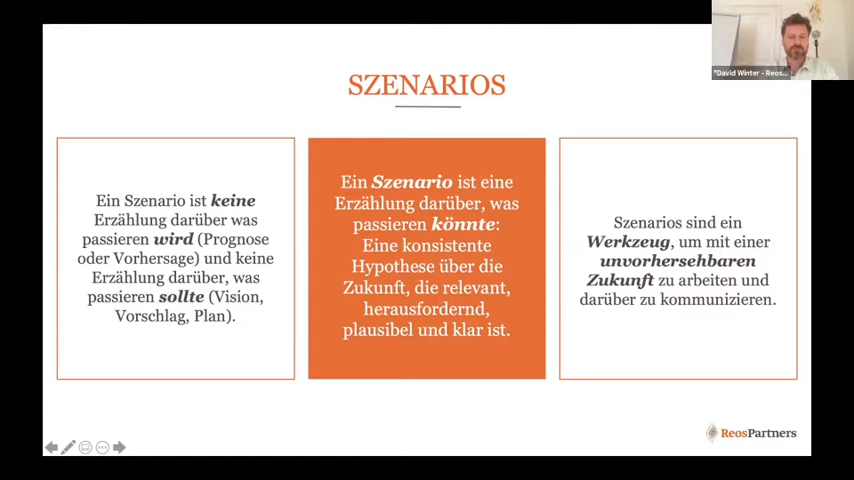 *David Winter - Reos...
SZENARIOS
Ein Szenario ist keine
Erzählung darüber was
passieren wird (Prognose
oder Vorhersage) und keine
Erzählung darüber, was
passieren sollte (Vision,
Vorschlag, Plan).
Ein Szenario ist eine
Erzählung darüber, was
passieren könnte:
Eine konsistente
Hypothese über die
Zukunft, die relevant,
herausfordernd,
plausibel und klar ist.
Szenarios sind ein
Werkzeug, um mit einer
unvorhersehbaren
Zukunft zu arbeiten und
darüber zu kommunizieren.
ReosPartners